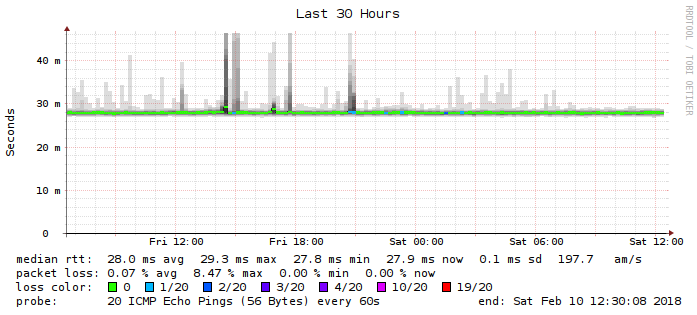 Last 30 Hours
RRDTOOL / TOBI OETIKER
Seconds
40 m
30 m
20 m
10 m
0
Fri 12:00 Fri 18:00 Sat 00:00 Sat 06:00 Sat 12:00
median rtt: 28.0 ms avg 29.3 ms max 27.8 ms min 27.9 ms now 0.1 ms sd 197.7 am/s
packet loss: 0.07 % avg 8.47 % max 0.00 % min 0.00 % now
loss color: 0 1/20 2/20 3/20 4/20 10/20 19/20
probe: 20 ICMP Echo Pings (56 Bytes) every 60s end: Sat Feb 10 12:30:08 2018